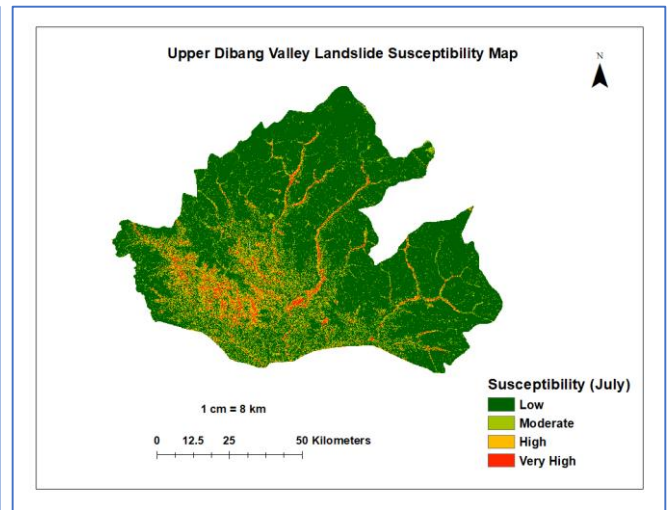 Upper Dibang Valley Landslide Susceptibility Map
N
Susceptibility (July)
Low
Moderate
High
Very High
1 cm = 8 km
0 12.5 25 50 Kilometers